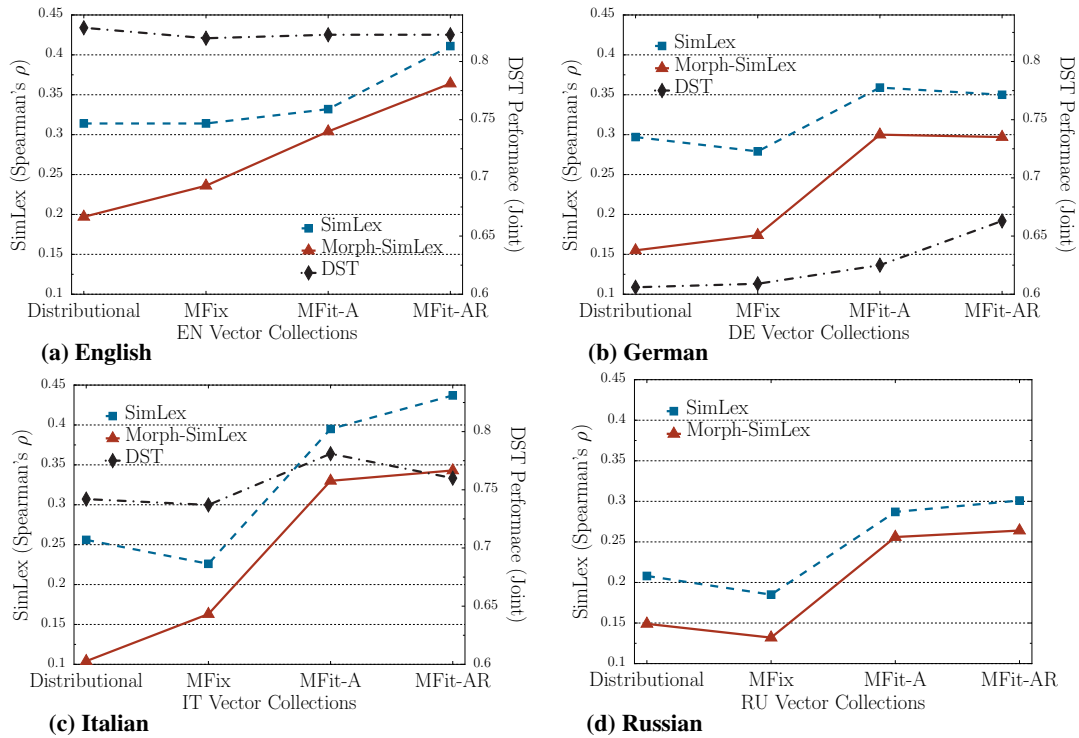 0.45
0.4
0.35
0.3
0.25
0.2
0.15
0.1
SimLex (Spearman's ρ)
0.8
0.75
0.7
0.65
0.6
DST Performace (Joint)
SimLex
Morph-SimLex
DST
Distributional MFix MFit-A MFit-AR
EN Vector Collections
(a) English
0.45
0.4
0.35
0.3
0.25
0.2
0.15
0.1
SimLex (Spearman's ρ)
0.8
0.75
0.7
0.65
0.6
DST Performace (Joint)
SimLex
Morph-SimLex
DST
Distributional MFix MFit-A MFit-AR
DE Vector Collections
(b) German
0.45
0.4
0.35
0.3
0.25
0.2
0.15
0.1
SimLex (Spearman's ρ)
0.8
0.75
0.7
0.65
0.6
DST Performace (Joint)
SimLex
Morph-SimLex
DST
Distributional MFix MFit-A MFit-AR
IT Vector Collections
(c) Italian
0.45
0.4
0.35
0.3
0.25
0.2
0.15
0.1
SimLex (Spearman's ρ)
SimLex
Morph-SimLex
Distributional MFix MFit-A MFit-AR
RU Vector Collections
(d) Russian